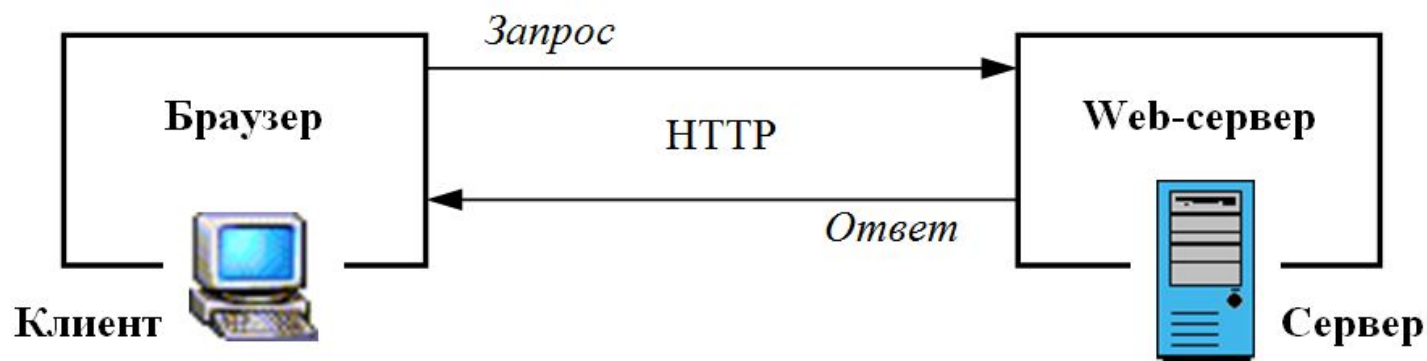 Запрос
Браузер
HTTP
Web-сервер
Ответ
Клиент
Сервер